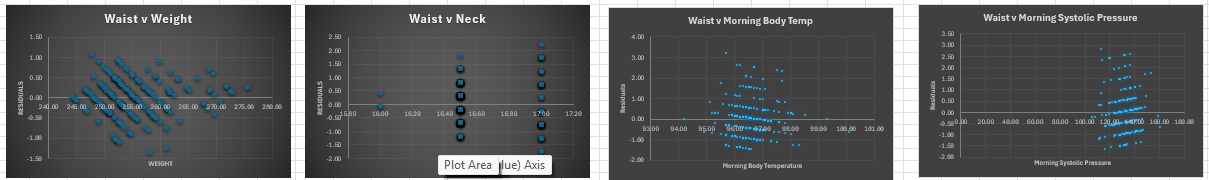 Waist v Weight
1.50
1.00
0.50
0.00
-0.50
-1.00
-1.50
240.00 245.00 250.00 255.00 260.00 265.00 270.00 275.00 280.00
RESIDUALS
WEIGHT
Waist v Neck
2.50
2.00
1.50
1.00
0.50
0.00
-0.50
-1.00
-1.50
-2.00
15.80 16.00 16.20 16.40 16.60 16.80 17.00 17.20
RESIDUALS
Plot Area
lue) Axis
Waist v Morning Body Temp
4.00
3.00
2.00
1.00
0.00
-1.00
-2.00
93.00 94.00 95.00 96.00 97.00 98.00 99.00 100.00 101.00
Residuals
Morning Body Temperature
Waist v Morning Systolic Pressure
3.50
3.00
2.50
2.00
1.50
1.00
0.50
0.00
-0.50
-1.00
-1.50
-2.00
0.00 20.00 40.00 60.00 80.00 100.00 120.00 140.00 160.00 180.00
Residuals
Morning Systolic Pressure